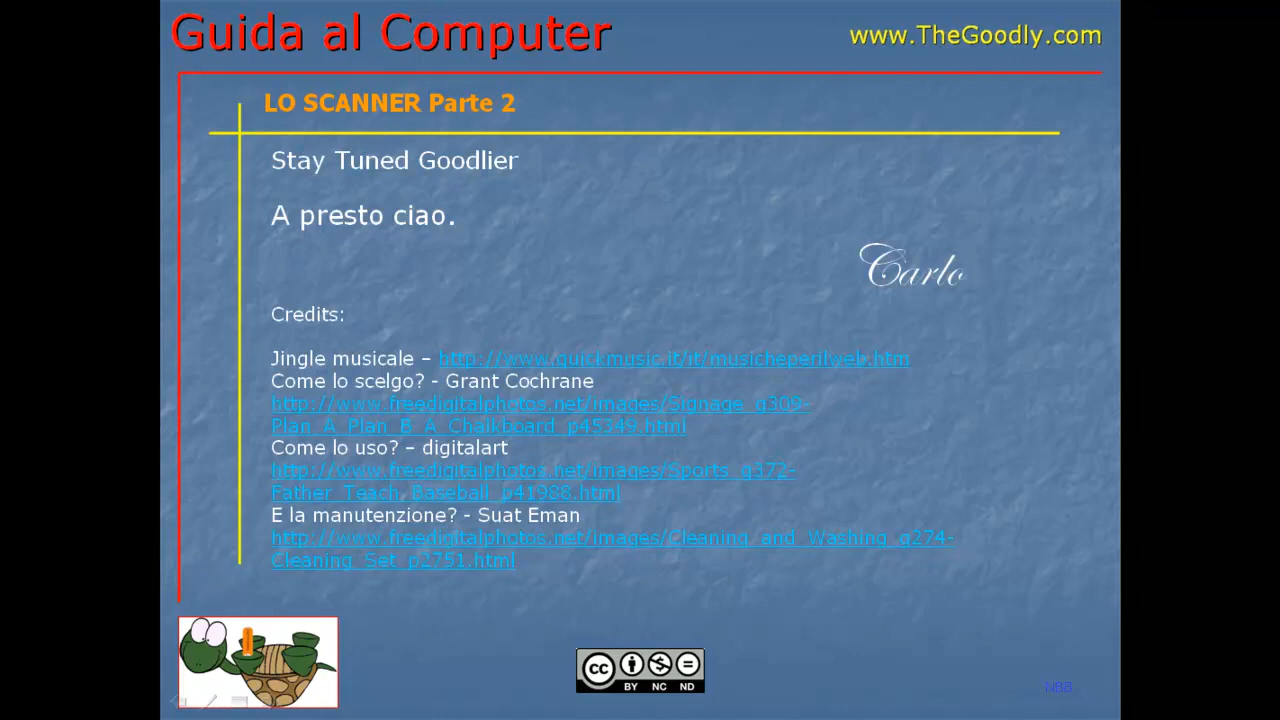 Guida al Computer
www.TheGoodly.com
LO SCANNER Parte 2
Stay Tuned Goodlier
A presto ciao.
Carlo
Credits:
Jingle musicale – http://www.quickmusic.it/it/musicheperilweb.htm
Come lo scelgo? - Grant Cochrane
http://www.freedigitalphotos.net/images/Signage_g309-
Plan_A_Plan_B_A_Chalkboard_p45349.html
Come lo uso? – digitalart
http://www.freedigitalphotos.net/images/Sports_g372-
Father_Teach_Baseball_p41988.html
E la manutenzione? - Suat Eman
http://www.freedigitalphotos.net/images/Cleaning_and_Washing_g274-
Cleaning_Set_p2751.html
cc
BY NC ND